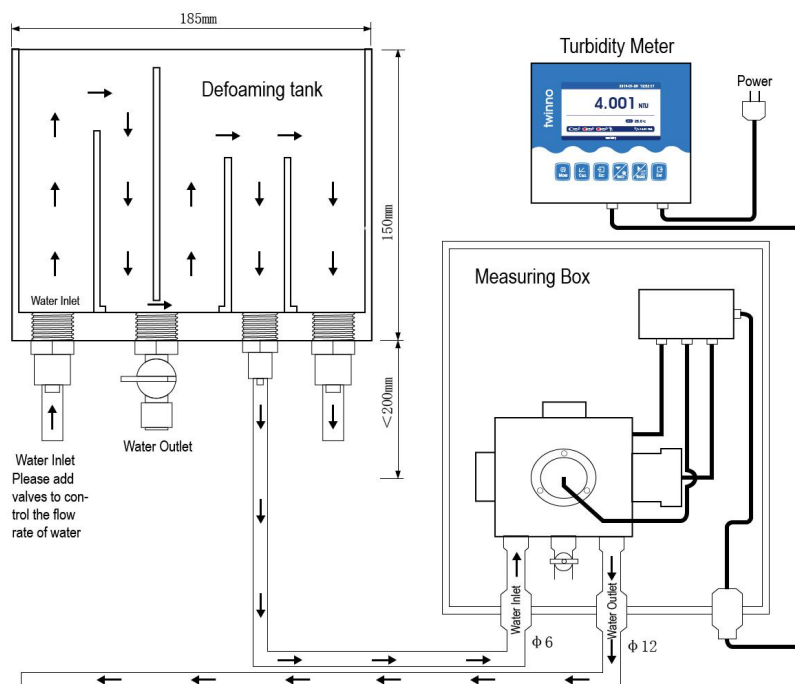 185mm
Defoaming tank
150mm
Water Inlet
<200mm
Water Inlet
Please add
valves to con-
trol the flow
rate of water
Water Outlet
Turbidity Meter
Power
twinno
4.001 NTU
Measuring Box
Water Inlet
φ6
Water Outlet
φ12